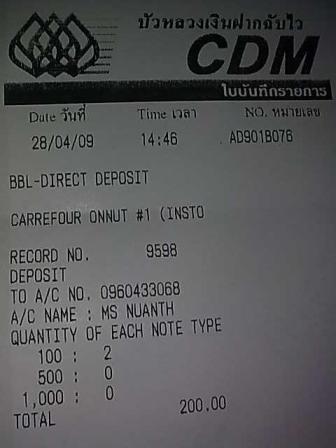 บัวหลวงเงินฝากฉับไว
CDM
ใบบันทึกรายการ
Date วันที่ Time เวลา NO. หมายเลข
28/04/09 14:46 AD901B076
BBL-DIRECT DEPOSIT
CARREFOUR ONNUT #1 (INSTO
RECORD NO. 9598
DEPOSIT
TO A/C NO. 0960433068
A/C NAME : MS NUANTH
QUANTITY OF EACH NOTE TYPE
100 : 2
500 : 0
1,000 : 0
TOTAL 200.00